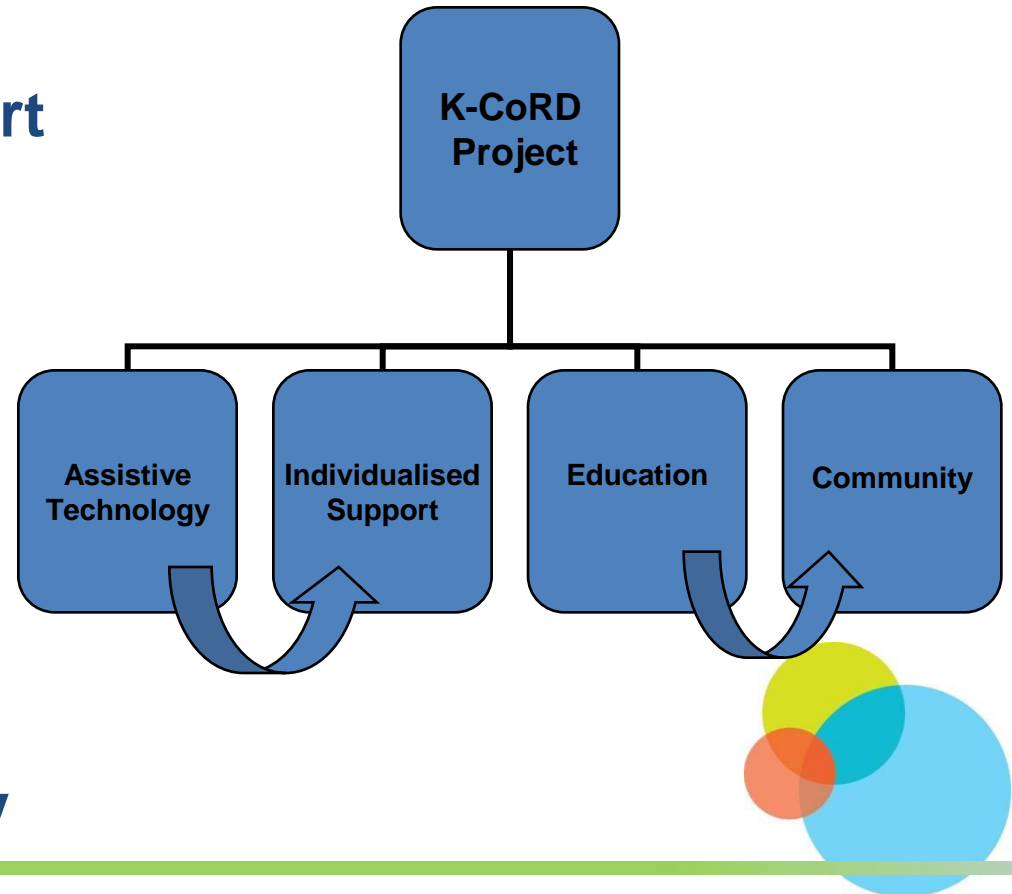 rt
K-CoRD
Project
Assistive
Technology
Individualised
Support
Education
Community
y